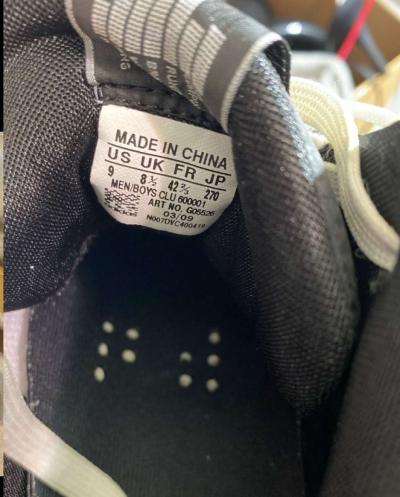 MADE IN CHINA
US UK FR JP
9 8½ 42⅔ 270
MEN/BOYS CLU 600001
ART NO. G05526
03/09